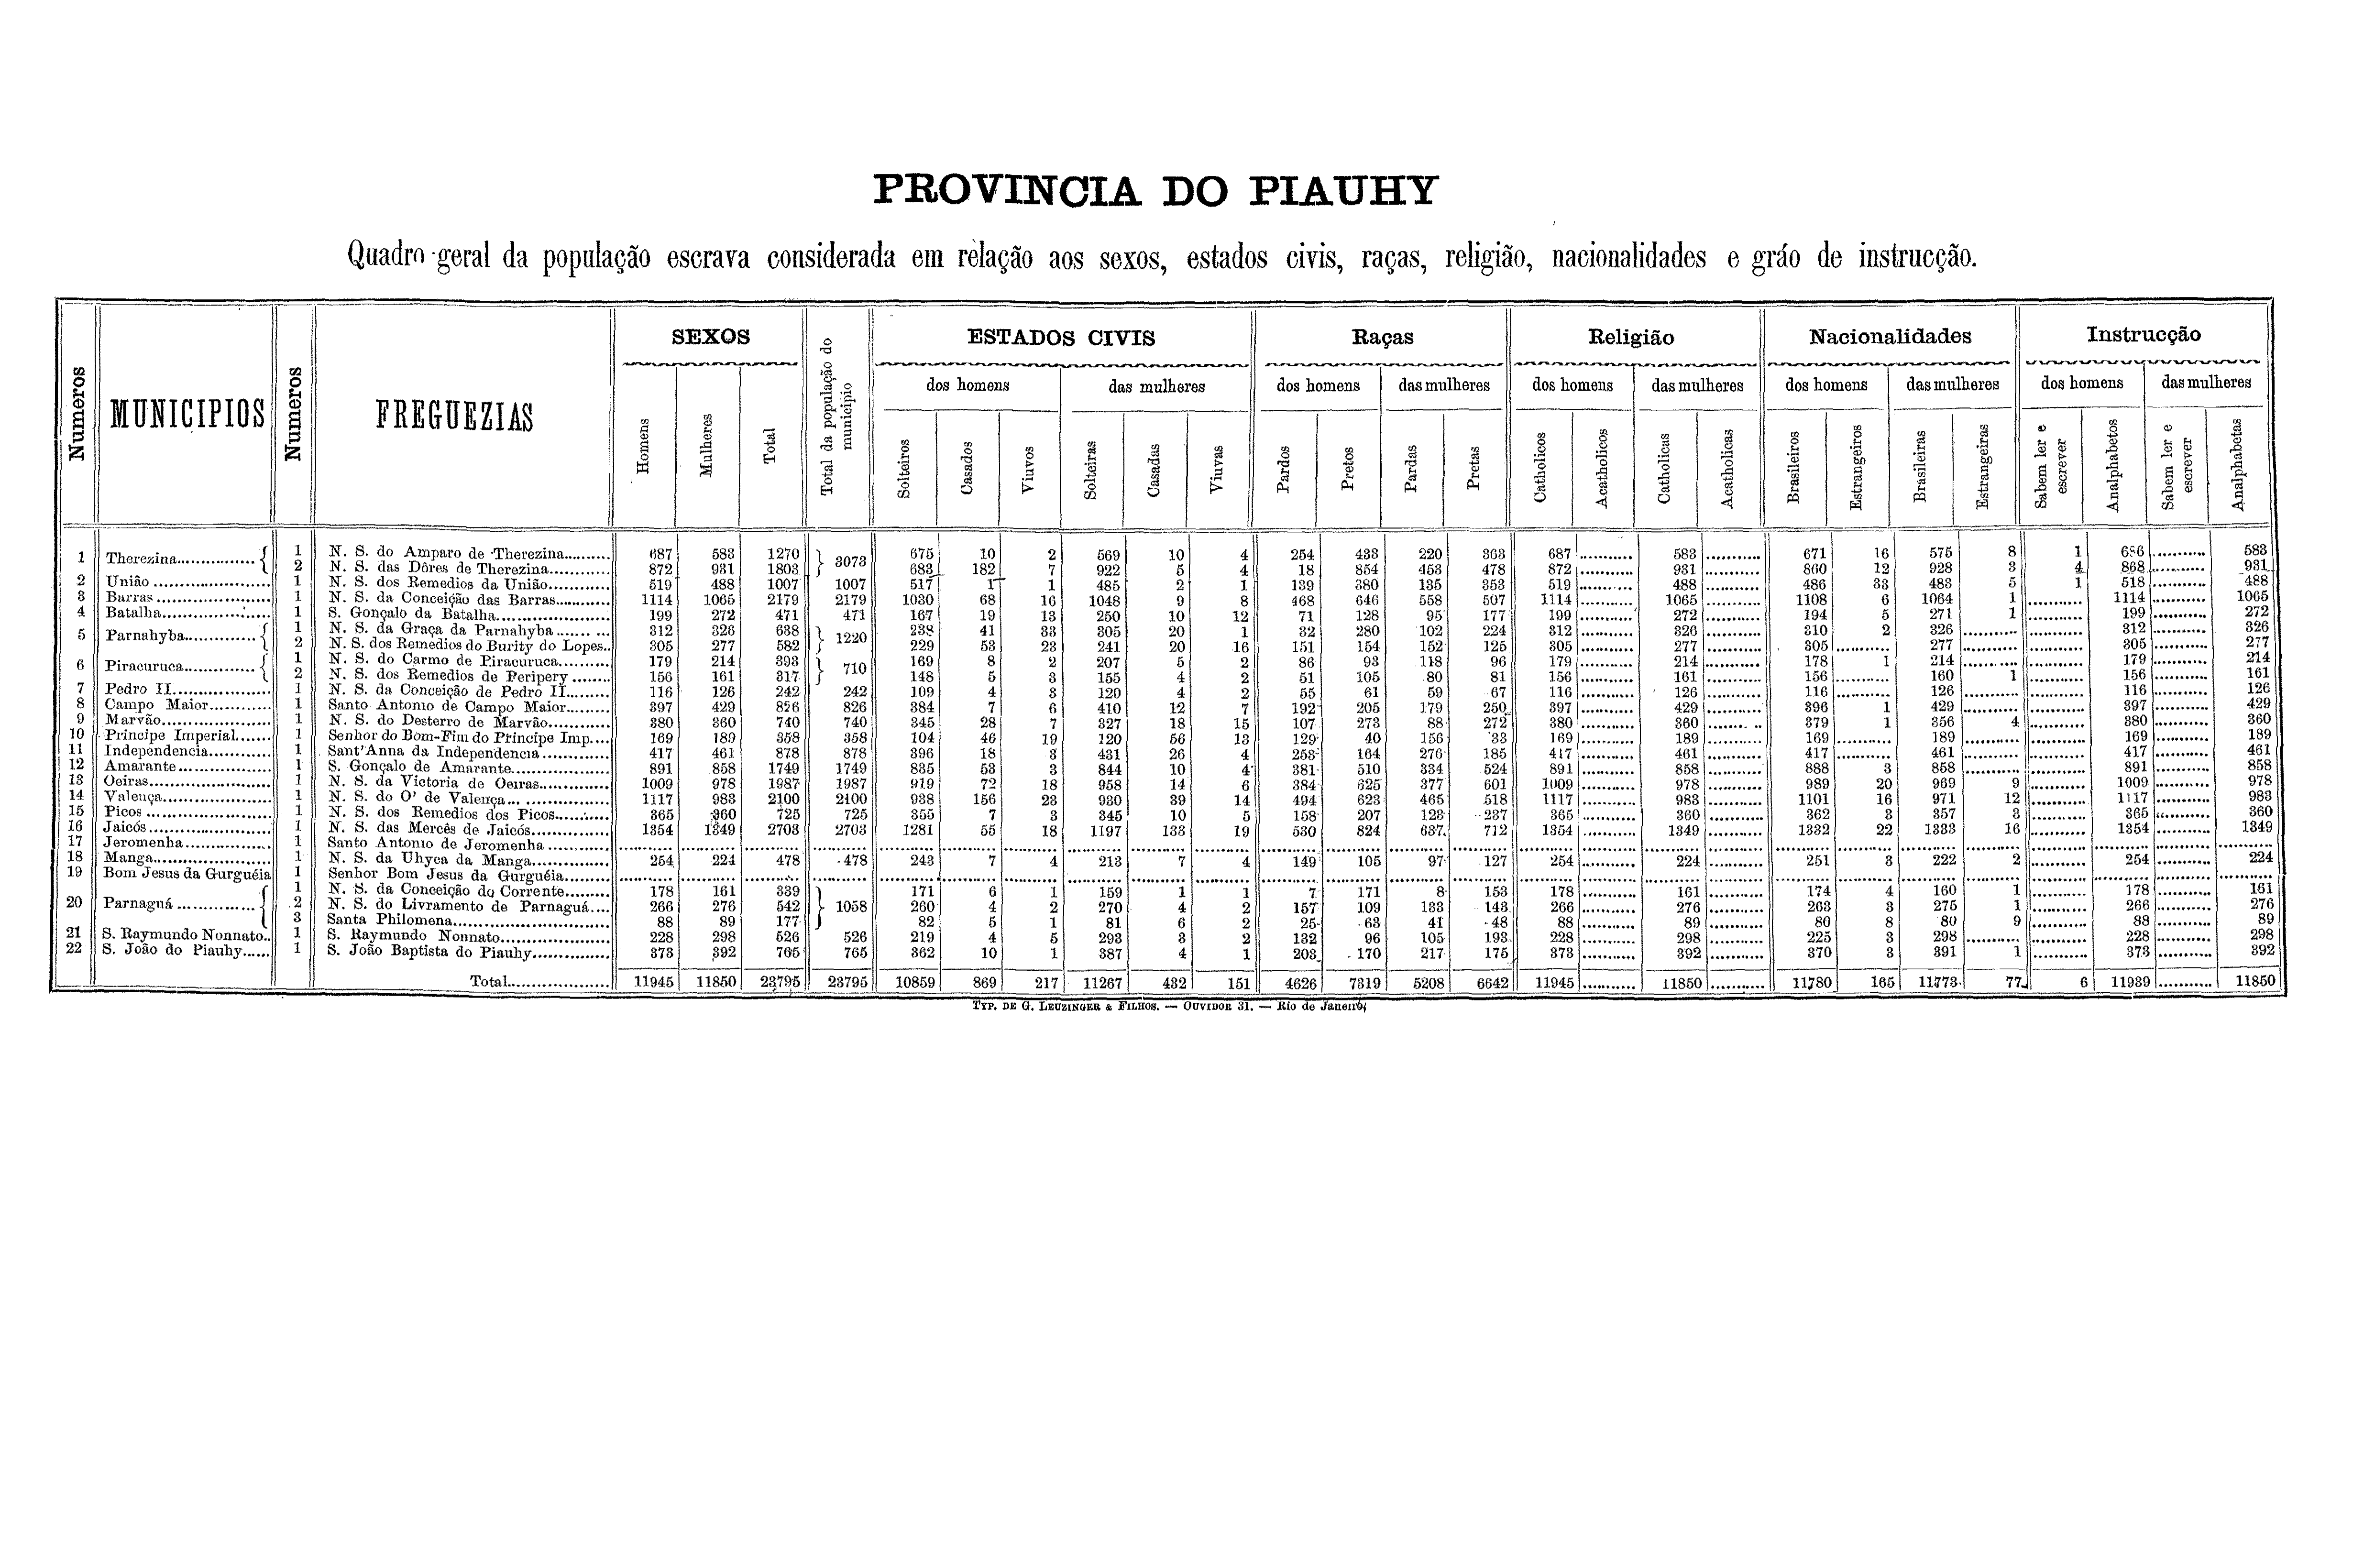 PROVINCIA DO PIAUHY
Quadro geral da população escrava considerada em relação aos sexos, estados civis, raças, religião, nacionalidades e gráo de instrucção.
Numeros MUNICIPIOS Numeros FREGUEZIAS SEXOS Total da população do municipio ESTADOS CIVIS Raças Religião Nacionalidades Instrucção
dos homens das mulheres dos homens das mulheres dos homens das mulheres dos homens das mulheres dos homens das mulheres
Homens Mulheres Total Solteiros Casados Viuvos Solteiras Casadas Viuvas Pardos Pretos Pardas Pretas Catholicos Acatholicos Catholicas Acatholicas Brasileiros Estrangeiros Brasileiras Estrangeiras Sabem ler e escrever Analphabetos Sabem ler e escrever Analphabetas
1 Therezina 1 N. S. do Amparo de Therezina 687 583 1270 3073 675 10 2 569 10 4 254 433 220 363 687 583 671 16 575 8 1 686 583
2 N. S. das Dôres de Therezina 872 931 1803 683 182 7 922 5 4 18 854 453 478 872 931 860 12 928 3 4 868 931
2 União 1 N. S. dos Remedios da União 519 488 1007 1007 517 1 1 485 2 1 139 380 135 353 519 488 486 33 483 5 1 518 488
3 Barras 1 N. S. da Conceição das Barras 1114 1065 2179 2179 1030 68 16 1048 9 8 468 646 558 507 1114 1065 1108 6 1064 1 1114 1065
4 Batalha 1 S. Gonçalo da Batalha 199 272 471 471 167 19 13 250 10 12 71 128 95 177 199 272 194 5 271 1 199 272
5 Parnahyba 1 N. S. da Graça da Parnahyba 312 326 638 1220 238 41 33 305 20 1 32 280 102 224 312 326 310 2 326 312 326
2 N. S. dos Remedios do Burity do Lopes 305 277 582 229 53 23 241 20 16 151 154 152 125 305 277 305 277 305 277
6 Piracuruca 1 N. S. do Carmo de Piracuruca 179 214 393 710 169 8 2 207 5 2 86 93 118 96 179 214 178 1 214 179 214
2 N. S. dos Remedios de Peripery 156 161 317 148 5 3 155 4 2 51 105 80 81 156 161 156 160 1 156 161
7 Pedro II 1 N. S. da Conceição de Pedro II 116 126 242 242 109 4 3 120 4 2 55 61 59 67 116 126 116 126 116 126
8 Campo Maior 1 Santo Antonio de Campo Maior 397 429 826 826 384 7 6 410 12 7 192 205 179 250 397 429 396 1 429 397 429
9 Marvão 1 N. S. do Desterro de Marvão 380 360 740 740 345 28 7 327 18 15 107 273 88 272 380 360 379 1 356 4 380 360
10 Principe Imperial 1 Senhor do Bom-Fim do Principe Imp. 169 189 358 358 104 46 19 120 56 13 129 40 156 33 169 189 169 189 169 189
11 Independencia 1 Sant'Anna da Independencia 417 461 878 878 396 18 3 431 26 4 253 164 276 185 417 461 417 461 417 461
12 Amarante 1 S. Gonçalo de Amarante 891 858 1749 1749 835 53 3 844 10 4 381 510 334 524 891 858 888 3 858 891 858
13 Oeiras 1 N. S. da Victoria de Oeiras 1009 978 1987 1987 919 72 18 958 14 6 384 625 377 601 1009 978 989 20 969 9 1009 978
14 Valença 1 N. S. do O' de Valença 1117 983 2100 2100 938 156 23 930 39 14 494 623 465 518 1117 983 1101 16 971 12 1117 983
15 Picos 1 N. S. dos Remedios dos Picos 365 360 725 725 355 7 3 345 10 5 158 207 123 237 365 360 362 3 357 3 365 360
16 Jaicós 1 N. S. das Mercês de Jaicós 1354 1349 2703 2703 1281 55 18 1197 133 19 530 824 637 712 1354 1349 1332 22 1333 16 1354 1349
17 Jeromenha 1 Santo Antonio de Jeromenha
18 Manga 1 N. S. da Uhyca da Manga 254 224 478 478 243 7 4 213 7 4 149 105 97 127 254 224 251 3 222 2 254 224
19 Bom Jesus da Gurguéia 1 Senhor Bom Jesus da Gurguéia
20 Parnaguá 1 N. S. da Conceição do Corrente 178 161 339 1058 171 6 1 159 1 1 7 171 8 153 178 161 174 4 160 1 178 161
2 N. S. do Livramento de Parnaguá 266 276 542 260 4 2 270 4 2 157 109 133 143 266 276 263 3 275 1 266 276
3 Santa Philomena 88 89 177 82 5 1 81 6 2 25 63 41 48 88 89 80 8 80 9 88 89
21 S. Raymundo Nonnato 1 S. Raymundo Nonnato 228 298 526 526 219 4 5 293 3 2 132 96 105 193 228 298 225 3 298 228 298
22 S. João do Piauhy 1 S. João Baptista do Piauhy 373 392 765 765 362 10 1 387 4 1 203 170 217 175 373 392 370 3 391 1 373 392
Total 11945 11850 23795 23795 10859 869 217 11267 432 151 4626 7319 5208 6642 11945 11850 11780 165 11773 77 6 11939 11850
TYP. DE G. LEUZINGER & FILHOS. — OUVIDOR 31. — Rio de Janeiro,